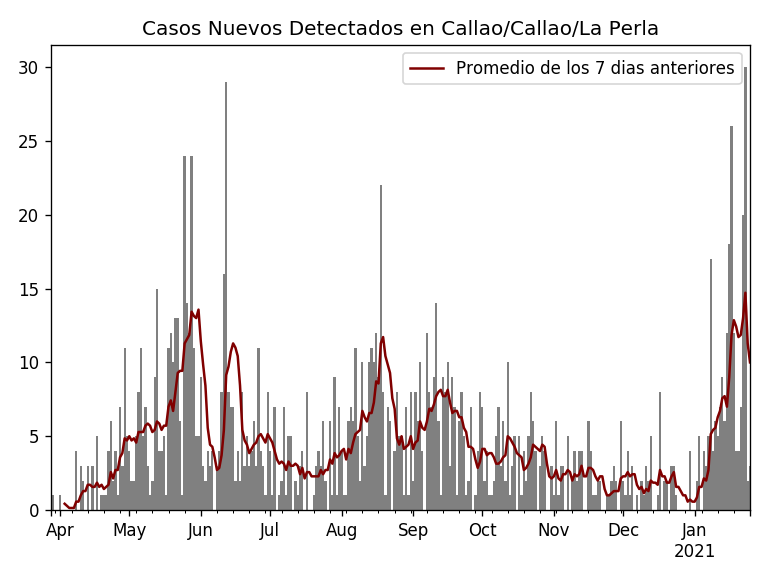 Casos Nuevos Detectados en Callao/Callao/La Perla
Promedio de los 7 dias anteriores
30
25
20
15
10
5
0
Apr May Jun Jul Aug Sep Oct Nov Dec Jan
2021